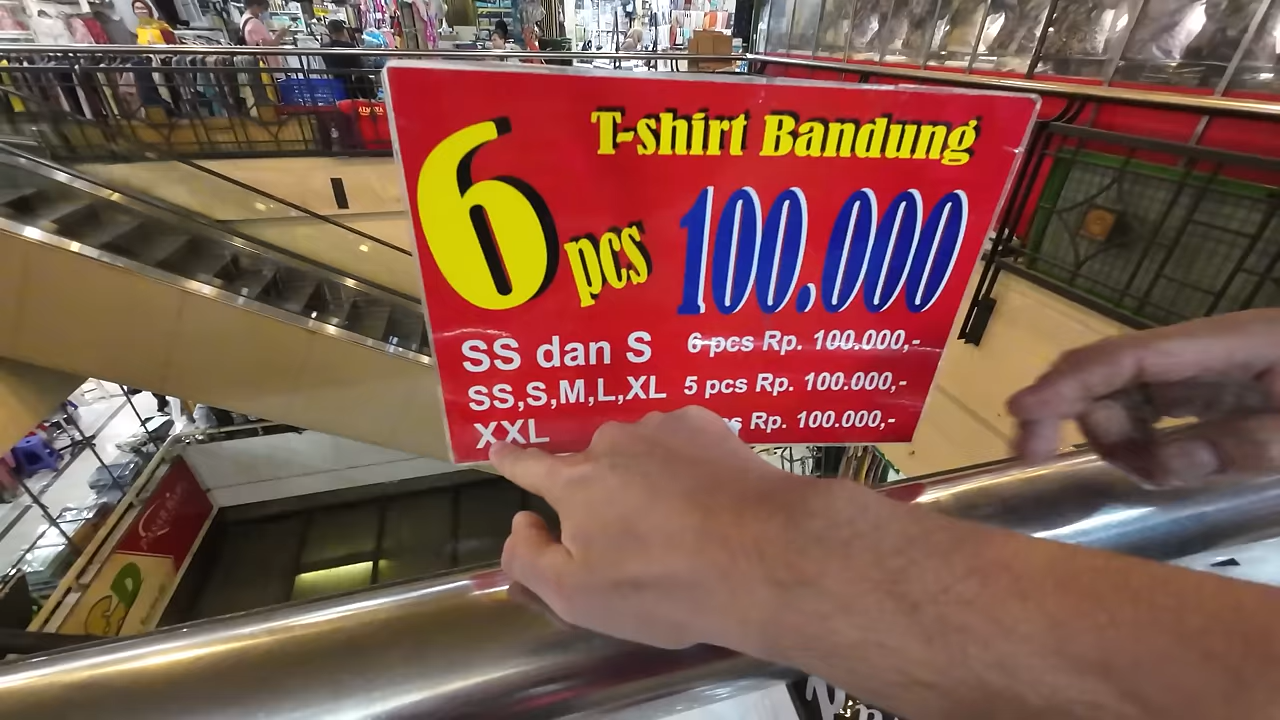 T-shirt Bandung
6 pcs 100.000
SS dan S 6 pcs Rp. 100.000,-
SS,S,M,L,XL 5 pcs Rp. 100.000,-
XXL Rp. 100.000,-